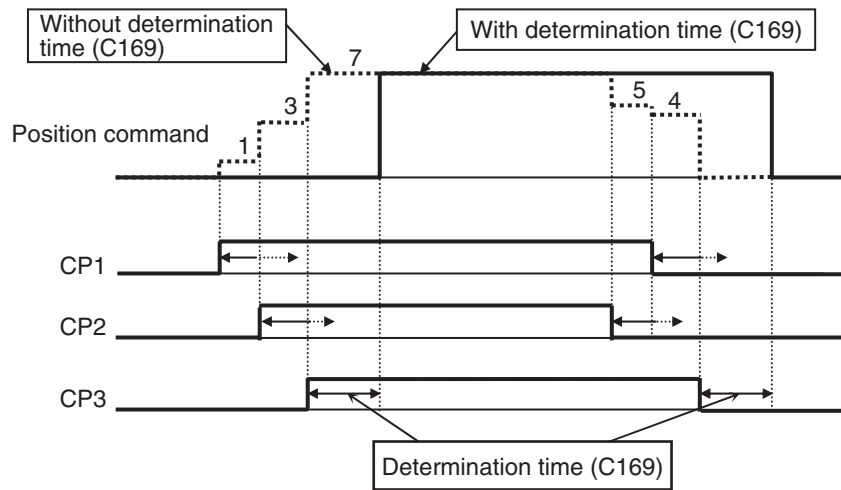 Without determination
time (C169)
With determination time (C169)
7
3
5
4
1
Position command
CP1
CP2
CP3
Determination time (C169)